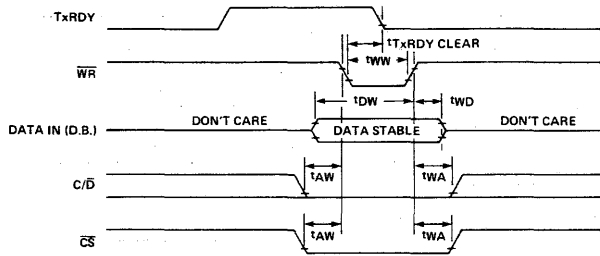 TxRDY
tTxRDY CLEAR
WR
tWW
tDW
tWD
DATA IN (D.B.)
DON'T CARE
DATA STABLE
DON'T CARE
tAW
tWA
C/D
tAW
tWA
CS